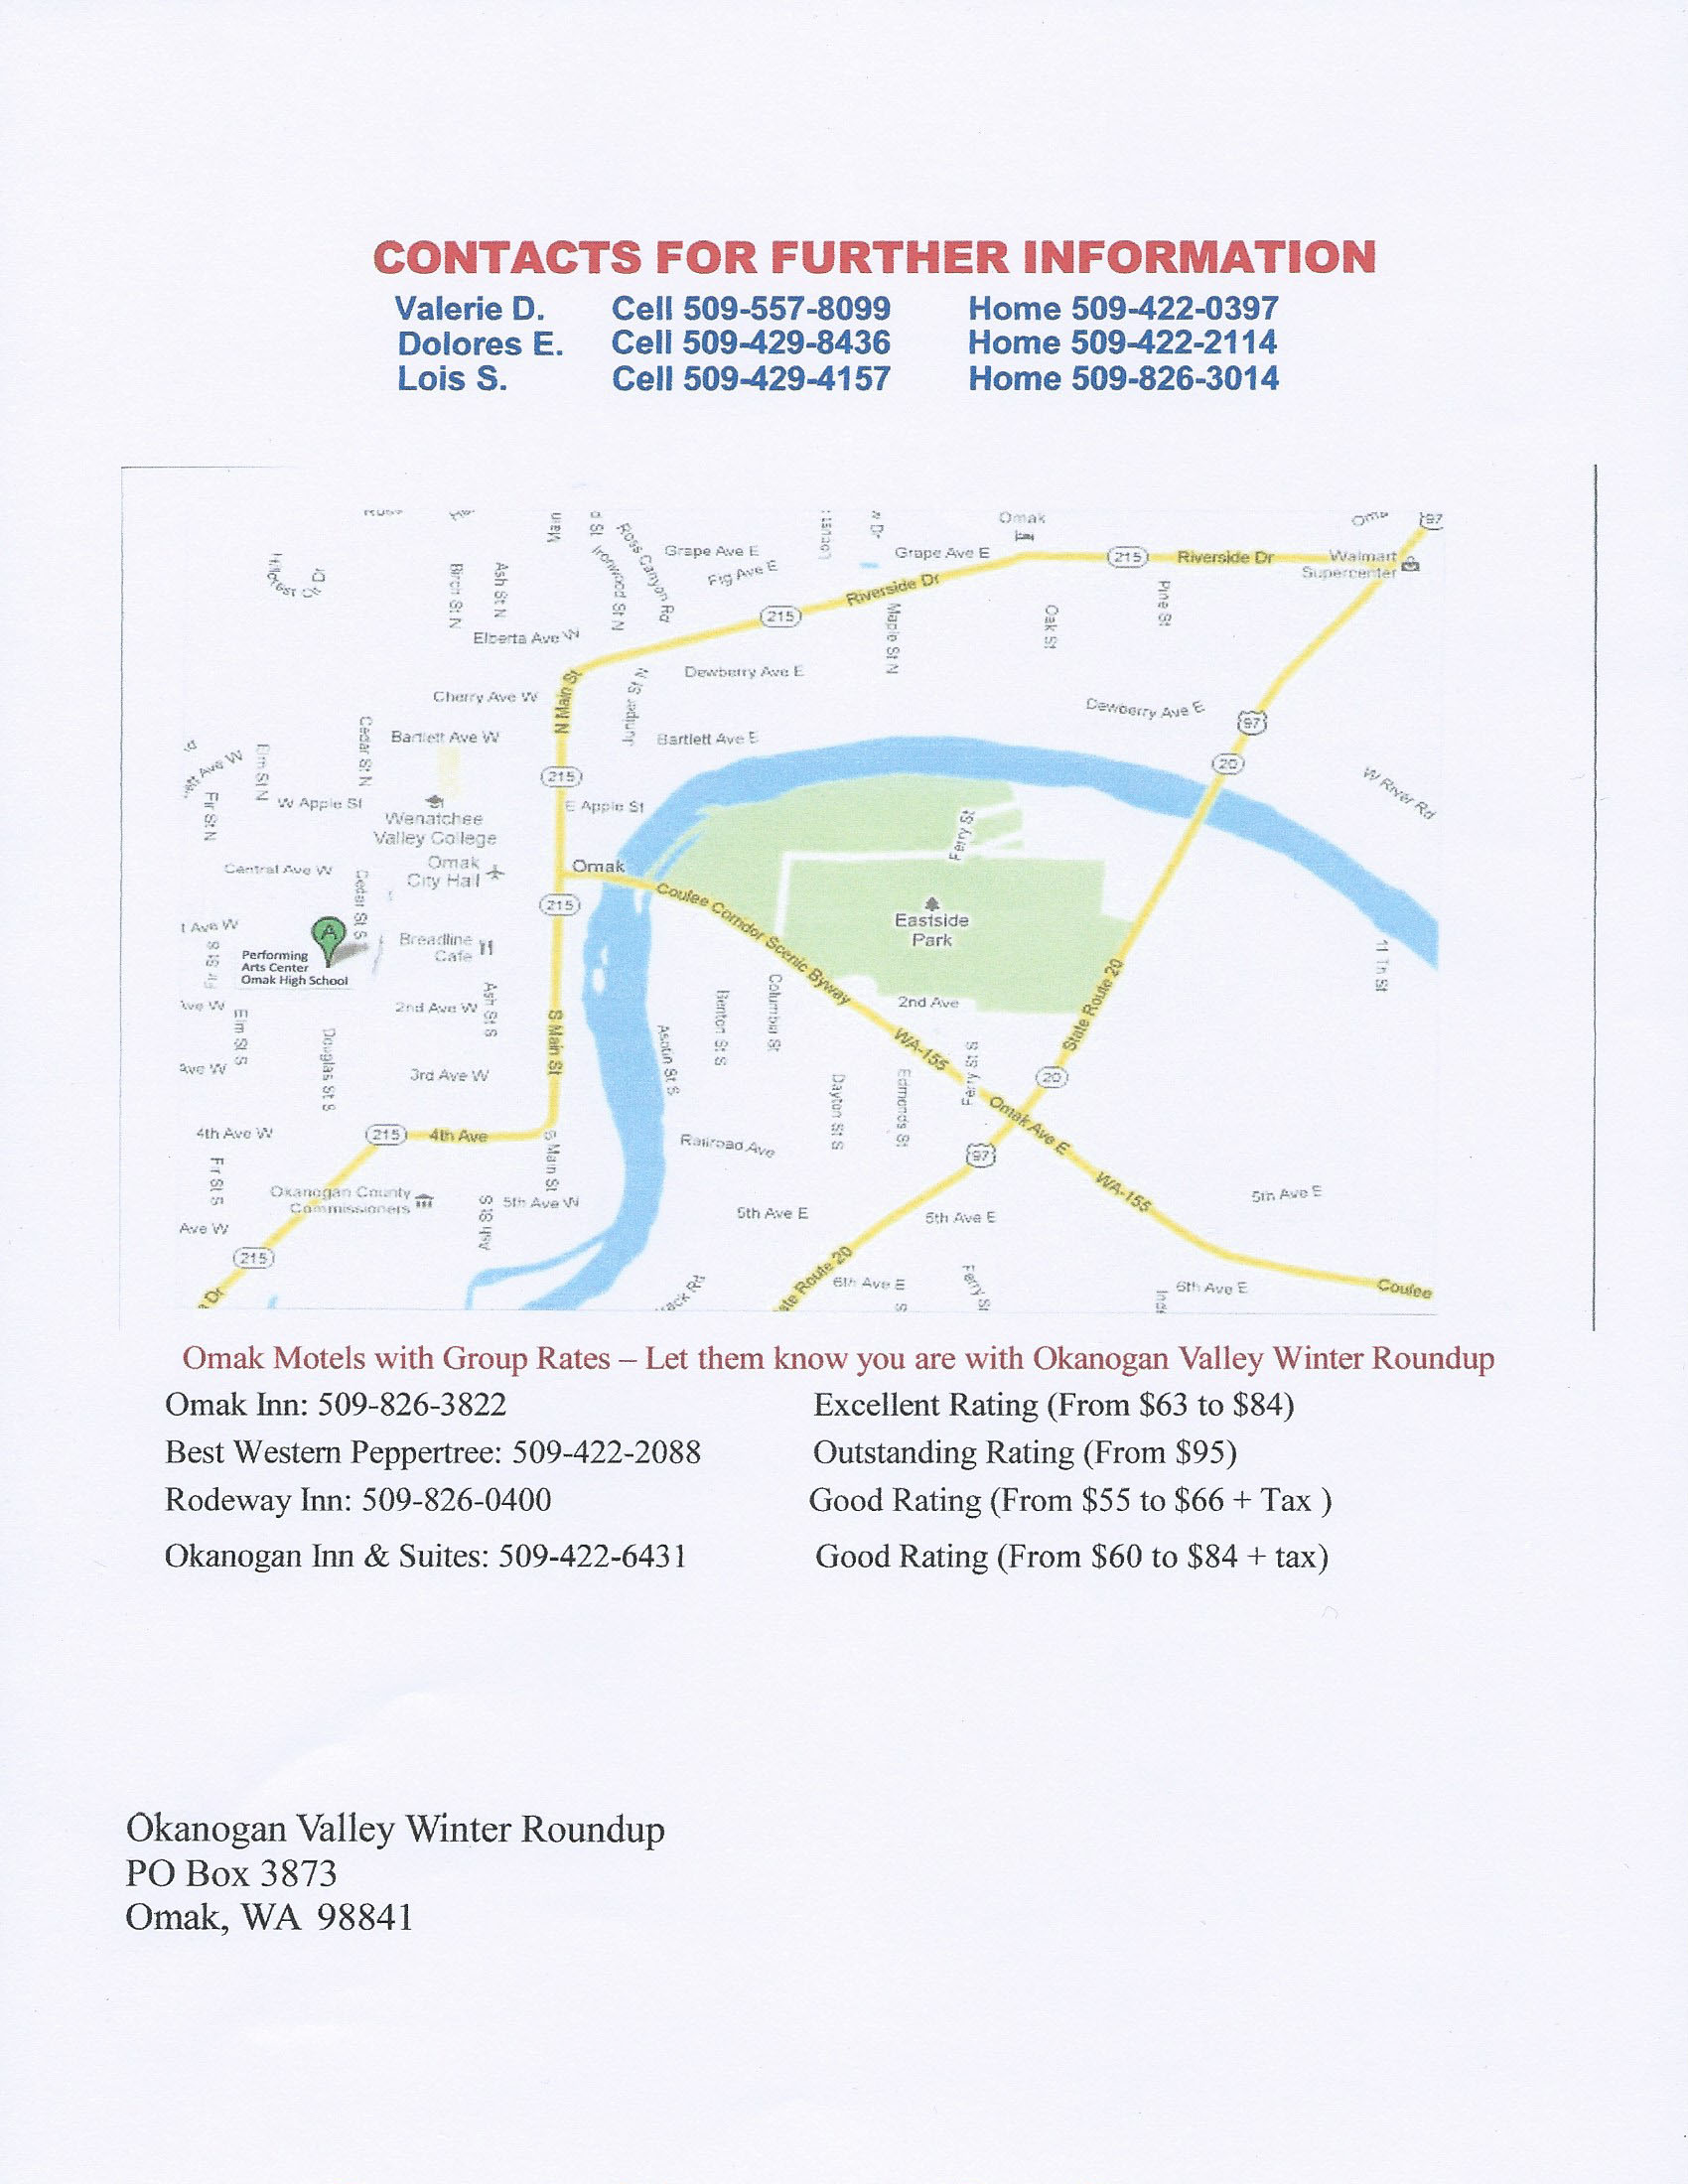 CONTACTS FOR FURTHER INFORMATION
Valerie D. Cell 509-557-8099 Home 509-422-0397
Dolores E. Cell 509-429-8436 Home 509-422-2114
Lois S. Cell 509-429-4157 Home 509-826-3014
Omak
97
Grape Ave E
Grape Ave E
215
Riverside Dr
Walmart
Supercenter
Fig Ave E
Ross Canyon Rd
Ironwood St N
Birch St N
Ash St N
Riverside Dr
215
Pine St
Oak St
Maple St N
Elberta Ave W
Dewberry Ave E
N Juniper St
Cherry Ave W
N Main St
Dewberry Ave E
97
Cedar St N
Bartlett Ave W
Bartlett Ave E
Elm St N
20
215
W River Rd
Fir St N
W Apple St
E Apple St
Wenatchee
Valley College
Ferry St
Central Ave W
Omak
City Hall
Omak
Cedar St S
215
Coulee Corridor Scenic Byway
Eastside
Park
t Ave W
A
Performing
Arts Center
Omak High School
Breadline
Cafe
11 Th St
State Route 20
Ave W
2nd Ave W
Ash St S
2nd Ave
Columbia St
Benton St S
Elm St S
Douglas St S
S Main St
Asotin St S
WA-155
Ferry St S
Ave W
3rd Ave W
20
Dayton St S
Edmonds St
Omak Ave E
4th Ave W
215
4th Ave
S Main St
Railroad Ave
97
Fir St S
Okanogan County
Commissioners
Ash St S
5th Ave W
5th Ave E
5th Ave E
WA-155
5th Ave E
Ave W
215
ate Route 20
6th Ave E
Ferry St
6th Ave E
Coulee
Omak Motels with Group Rates – Let them know you are with Okanogan Valley Winter Roundup
Omak Inn: 509-826-3822 Excellent Rating (From $63 to $84)
Best Western Peppertree: 509-422-2088 Outstanding Rating (From $95)
Rodeway Inn: 509-826-0400 Good Rating (From $55 to $66 + Tax )
Okanogan Inn & Suites: 509-422-6431 Good Rating (From $60 to $84 + tax)
Okanogan Valley Winter Roundup
PO Box 3873
Omak, WA 98841